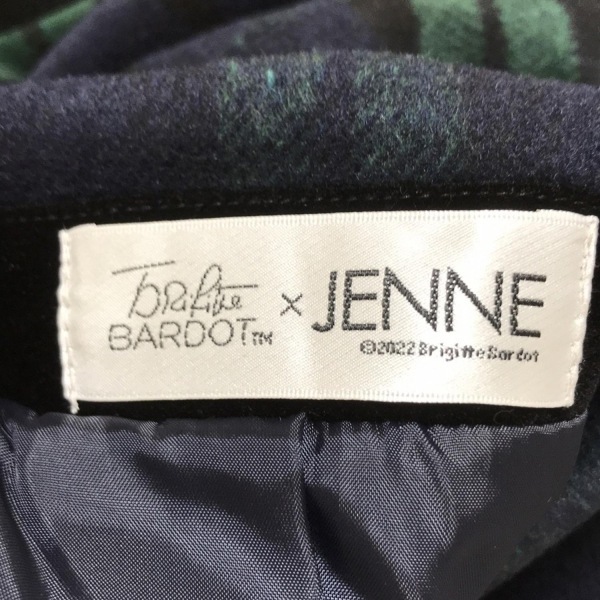 Brigitte
BARDOT™ × JENNE
©2022 Brigitte Bardot